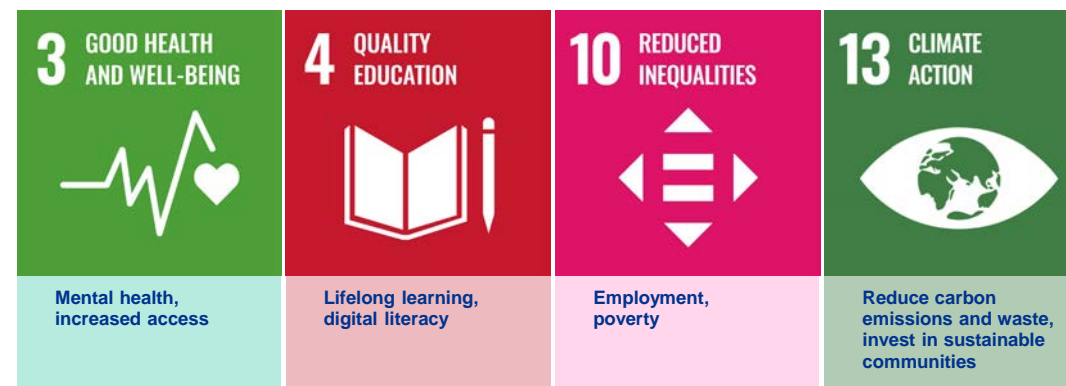 3 GOOD HEALTH
AND WELL-BEING
Mental health,
increased access
4 QUALITY
EDUCATION
Lifelong learning,
digital literacy
10 REDUCED
INEQUALITIES
Employment,
poverty
13 CLIMATE
ACTION
Reduce carbon
emissions and waste,
invest in sustainable
communities